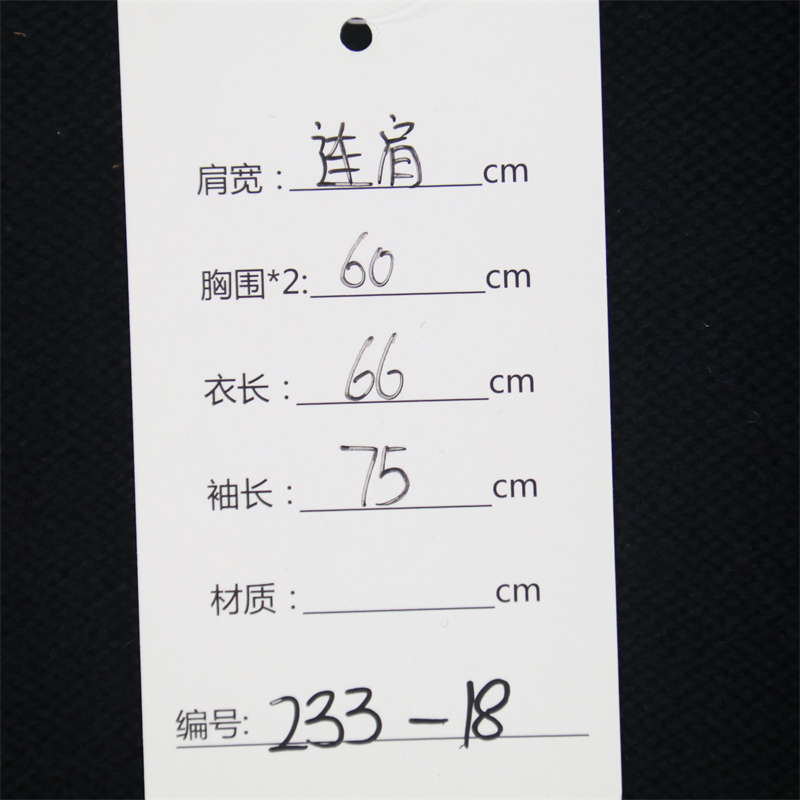 肩宽：连肩cm
胸围*2:60cm
衣长：66cm
袖长：75cm
材质：cm
编号:233-18